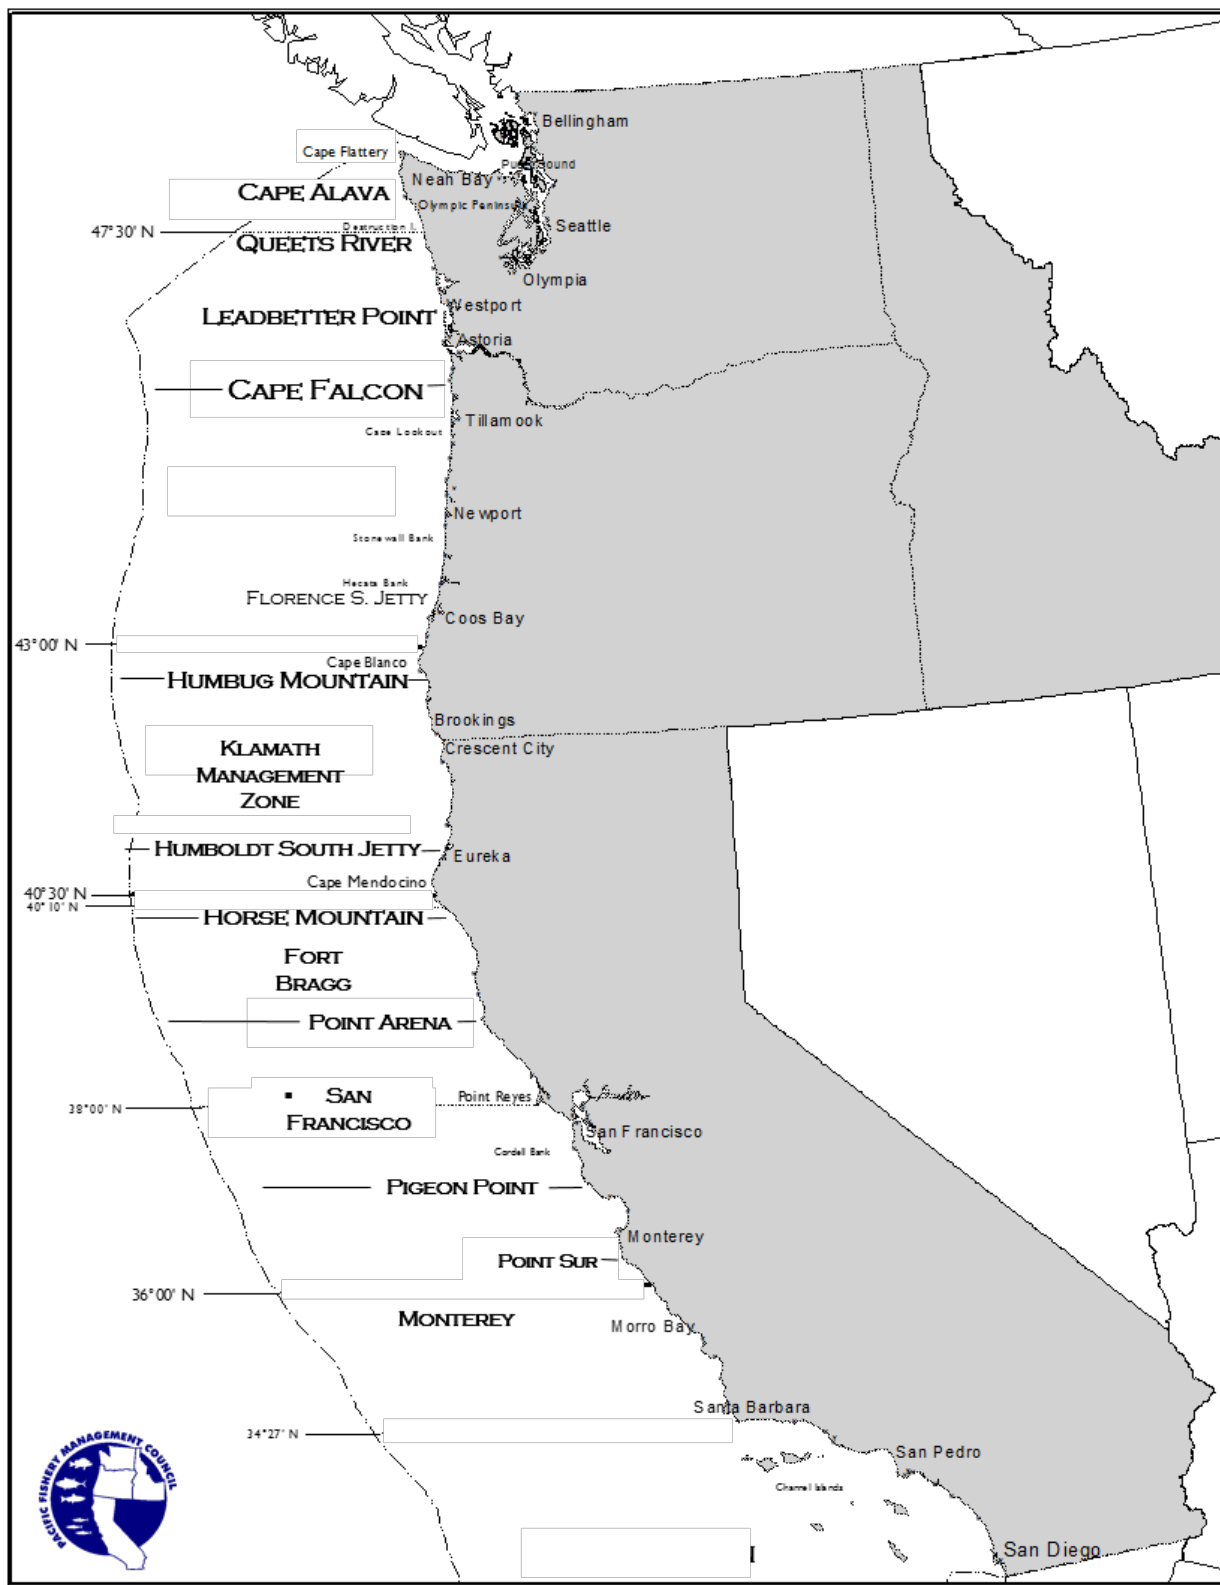 Bellingham
Cape Flattery
Puget Sound
Neah Bay
CAPE ALAVA
Olympic Peninsula
Destruction I.
Seattle
47°30' N
QUEETS RIVER
Olympia
Westport
LEADBETTER POINT
Astoria
CAPE FALCON
Tillamook
Cape Lookout
Newport
Stonewall Bank
Heceta Bank
FLORENCE S. JETTY
Coos Bay
43°00' N
Cape Blanco
HUMBUG MOUNTAIN
Brookings
Crescent City
KLAMATH
MANAGEMENT
ZONE
HUMBOLDT SOUTH JETTY
Eureka
Cape Mendocino
40°30' N
40°10' N
HORSE MOUNTAIN
FORT
BRAGG
POINT ARENA
SAN
FRANCISCO
Point Reyes
38°00' N
San Francisco
Cordell Bank
PIGEON POINT
Monterey
POINT SUR
36°00' N
MONTEREY
Morro Bay
Santa Barbara
34°27' N
San Pedro
Channel Islands
PACIFIC FISHERY MANAGEMENT COUNCIL
San Diego